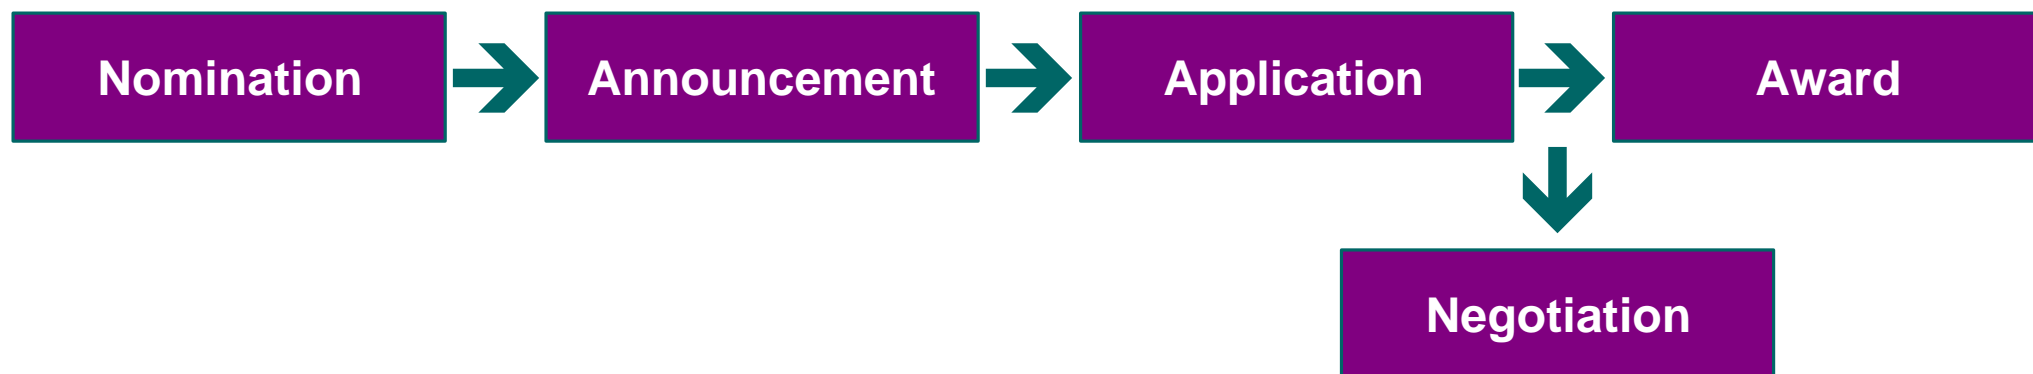 Nomination
Announcement
Application
Award
Negotiation